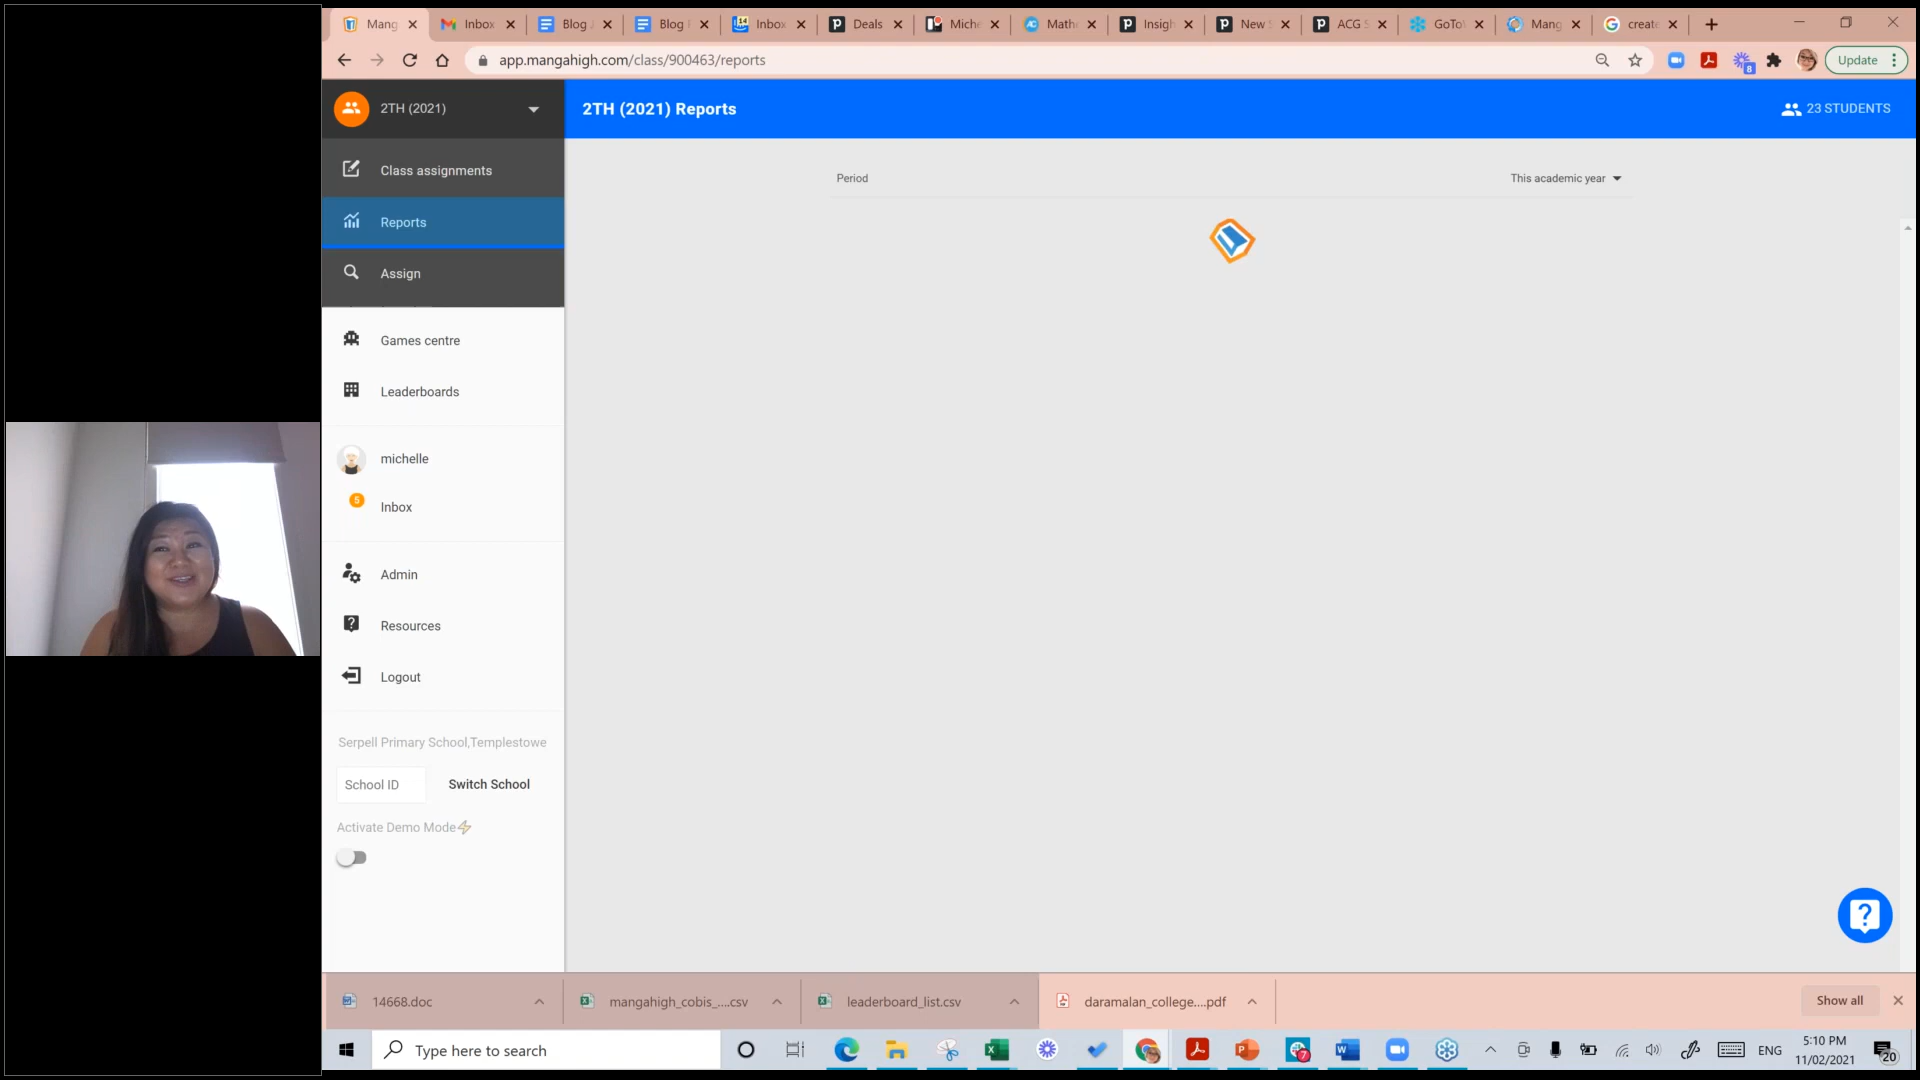 Mang
Inbox
Blog
Blog
Inbox
Deals
Mich
Math
Insigh
New
ACG S
GoTo
Mang
create
app.mangahigh.com/class/900463/reports
8
Update
2TH (2021)
2TH (2021) Reports
23 STUDENTS
Class assignments
Period
This academic year
Reports
Assign
Games centre
Leaderboards
michelle
5
Inbox
Admin
Resources
Logout
Serpell Primary School,Templestowe
School ID
Switch School
Activate Demo Mode⚡
14668.doc
mangahigh_cobis_....csv
leaderboard_list.csv
daramalan_college....pdf
Show all
Type here to search
7
ENG
5:10 PM
11/02/2021
20